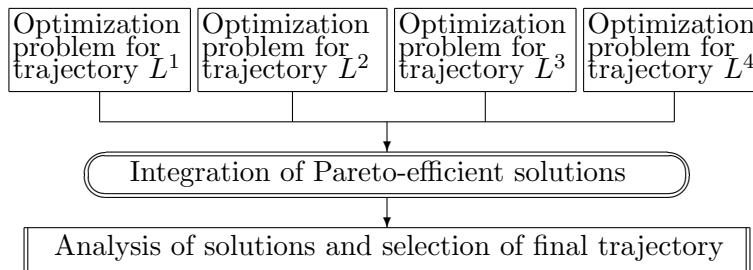 Optimization
problem for
trajectory L¹
Optimization
problem for
trajectory L²
Optimization
problem for
trajectory L³
Optimization
problem for
trajectory L⁴
Integration of Pareto-efficient solutions
Analysis of solutions and selection of final trajectory